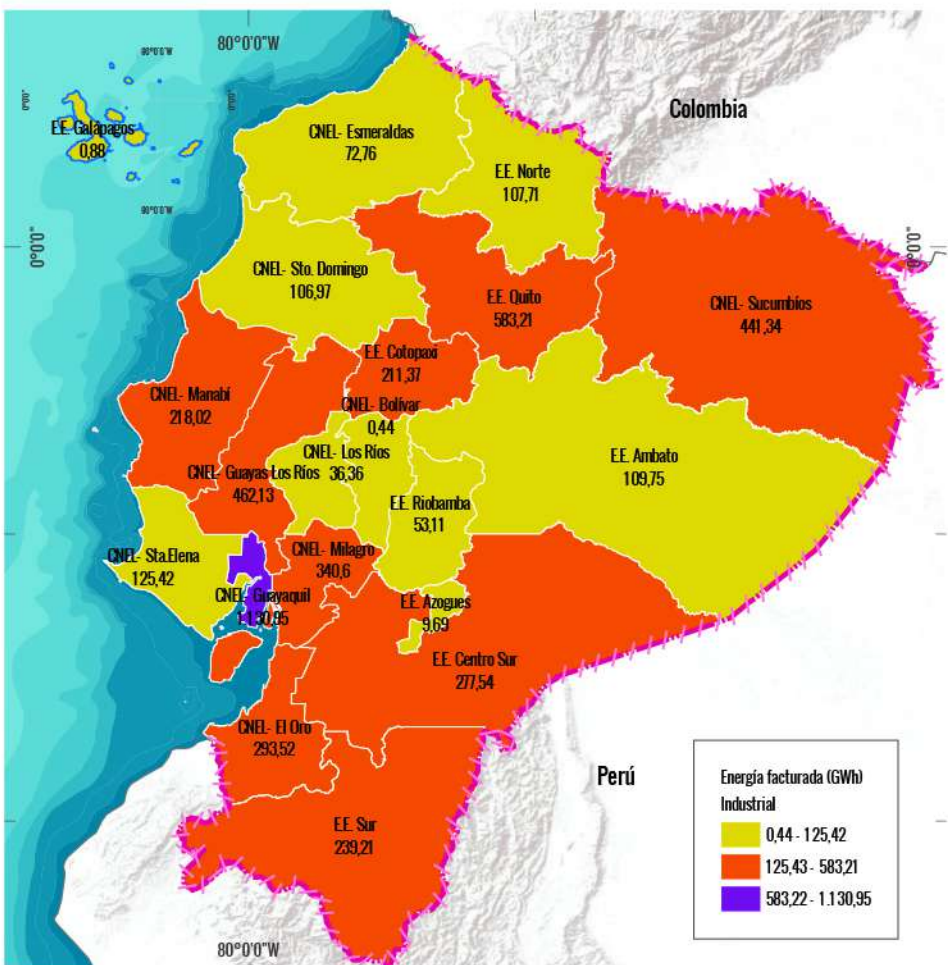 80°0'0"W
Colombia
E.E. Galápagos
0,88
CNEL- Esmeraldas
72,76
E.E. Norte
107,71
0°0'0"
0°0'0"
CNEL- Sto. Domingo
106,97
E.E. Quito
583,21
CNEL- Sucumbíos
441,34
E.E. Cotopaxi
211,37
CNEL- Manabí
218,02
CNEL- Bolívar
0,44
CNEL- Los Ríos
36,36
E.E. Ambato
109,75
CNEL- Guayas Los Ríos
462,13
E.E. Riobamba
53,11
CNEL- Sta.Elena
125,42
CNEL- Milagro
340,6
CNEL- Guayaquil
1.130,95
E.E. Azogues
9,69
E.E. Centro Sur
277,54
CNEL- El Oro
293,52
Perú
E.E. Sur
239,21
80°0'0"W
Energía facturada (GWh)
Industrial
0,44 - 125,42
125,43 - 583,21
583,22 - 1.130,95